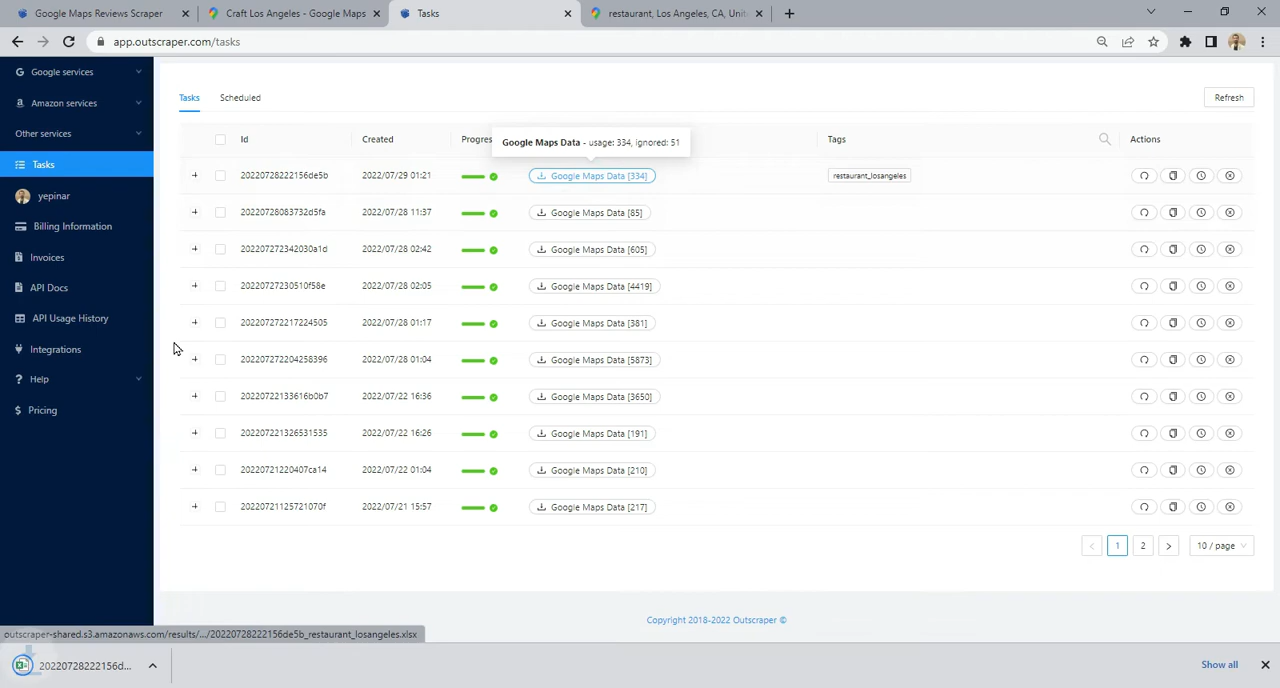 Google Maps Reviews Scraper
Craft Los Angeles - Google Maps
Tasks
restaurant, Los Angeles, CA, Unit
app.outscraper.com/tasks
Google services
Amazon services
Other services
Tasks
yepinar
Billing Information
Invoices
API Docs
API Usage History
Integrations
Help
$ Pricing
Tasks Scheduled Refresh
Google Maps Data - usage: 334, ignored: 51
Id Created Progres Tags Actions
20220728222156de5b 2022/07/29 01:21 Google Maps Data [334] restaurant_losangeles
20220728083732d5fa 2022/07/28 11:37 Google Maps Data [85]
202207272342030a1d 2022/07/28 02:42 Google Maps Data [605]
20220727230510f58e 2022/07/28 02:05 Google Maps Data [4419]
202207272217224505 2022/07/28 01:17 Google Maps Data [381]
202207272204258396 2022/07/28 01:04 Google Maps Data [5873]
20220722133616b0b7 2022/07/22 16:36 Google Maps Data [3650]
202207221326531535 2022/07/22 16:26 Google Maps Data [191]
20220721220407ca14 2022/07/22 01:04 Google Maps Data [210]
20220721125721070f 2022/07/21 15:57 Google Maps Data [217]
< 1 2 > 10 / page
Copyright 2018-2022 Outscraper ©
outscraper-shared.s3.amazonaws.com/results/.../20220728222156de5b_restaurant_losangeles.xlsx
20220728222156d...
Show all